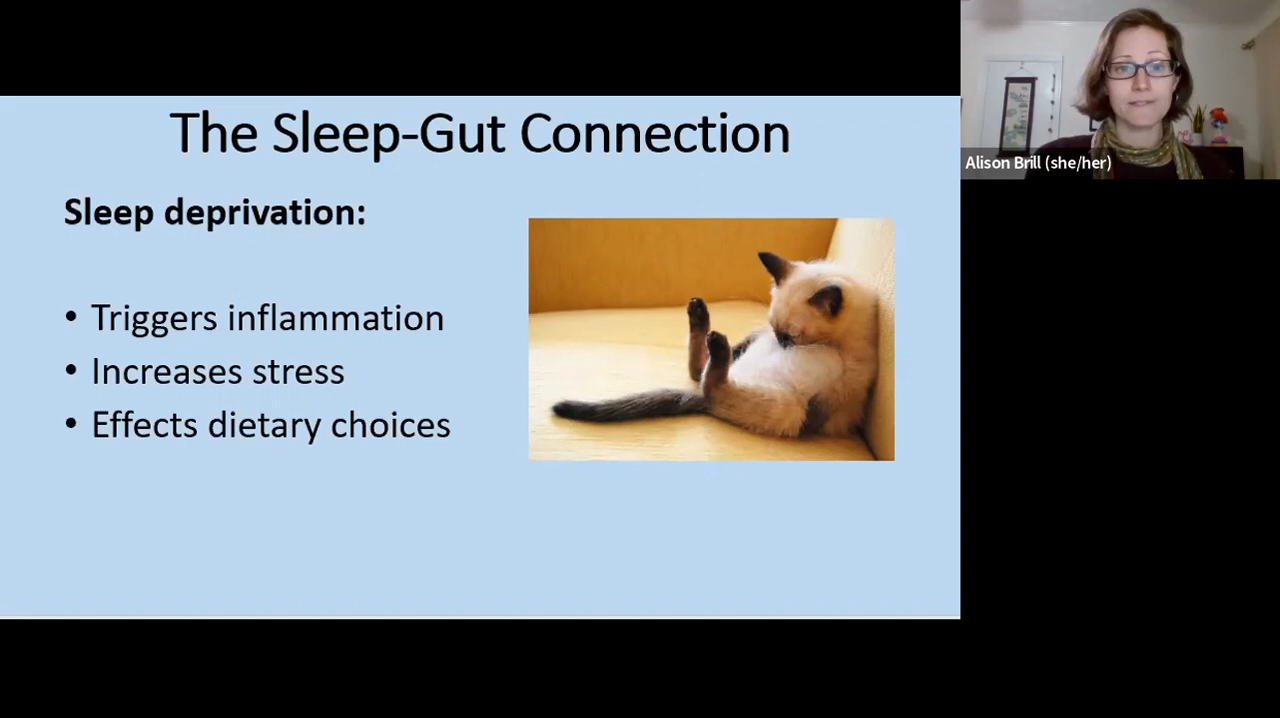 The Sleep-Gut Connection
Sleep deprivation:
• Triggers inflammation
• Increases stress
• Effects dietary choices
Alison Brill (she/her)